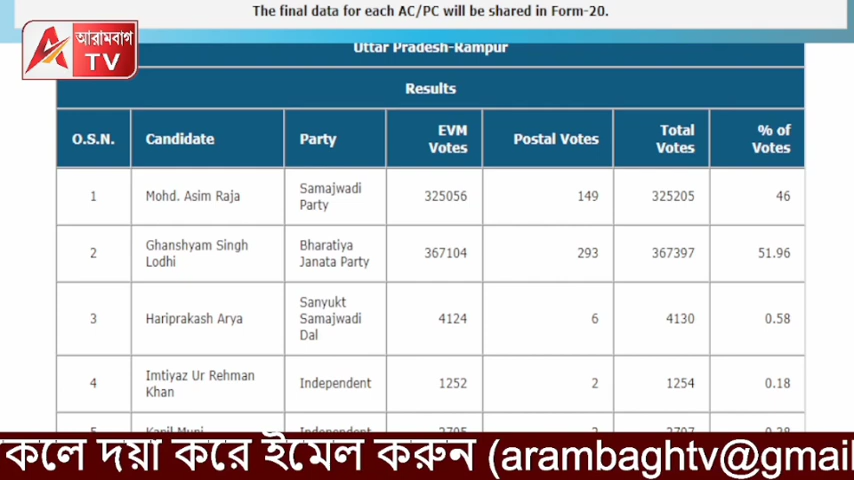 The final data for each AC/PC will be shared in Form-20.
আরামবাগ
TV
Uttar Pradesh-Rampur
Results
O.S.N. Candidate Party EVM Votes Postal Votes Total Votes % of Votes
1 Mohd. Asim Raja Samajwadi Party 325056 149 325205 46
2 Ghanshyam Singh Lodhi Bharatiya Janata Party 367104 293 367397 51.96
3 Hariprakash Arya Sanyukt Samajwadi Dal 4124 6 4130 0.58
4 Imtiyaz Ur Rehman Khan Independent 1252 2 1254 0.18
কলে দয়া করে ইমেল করুন (arambaghtv@gmail